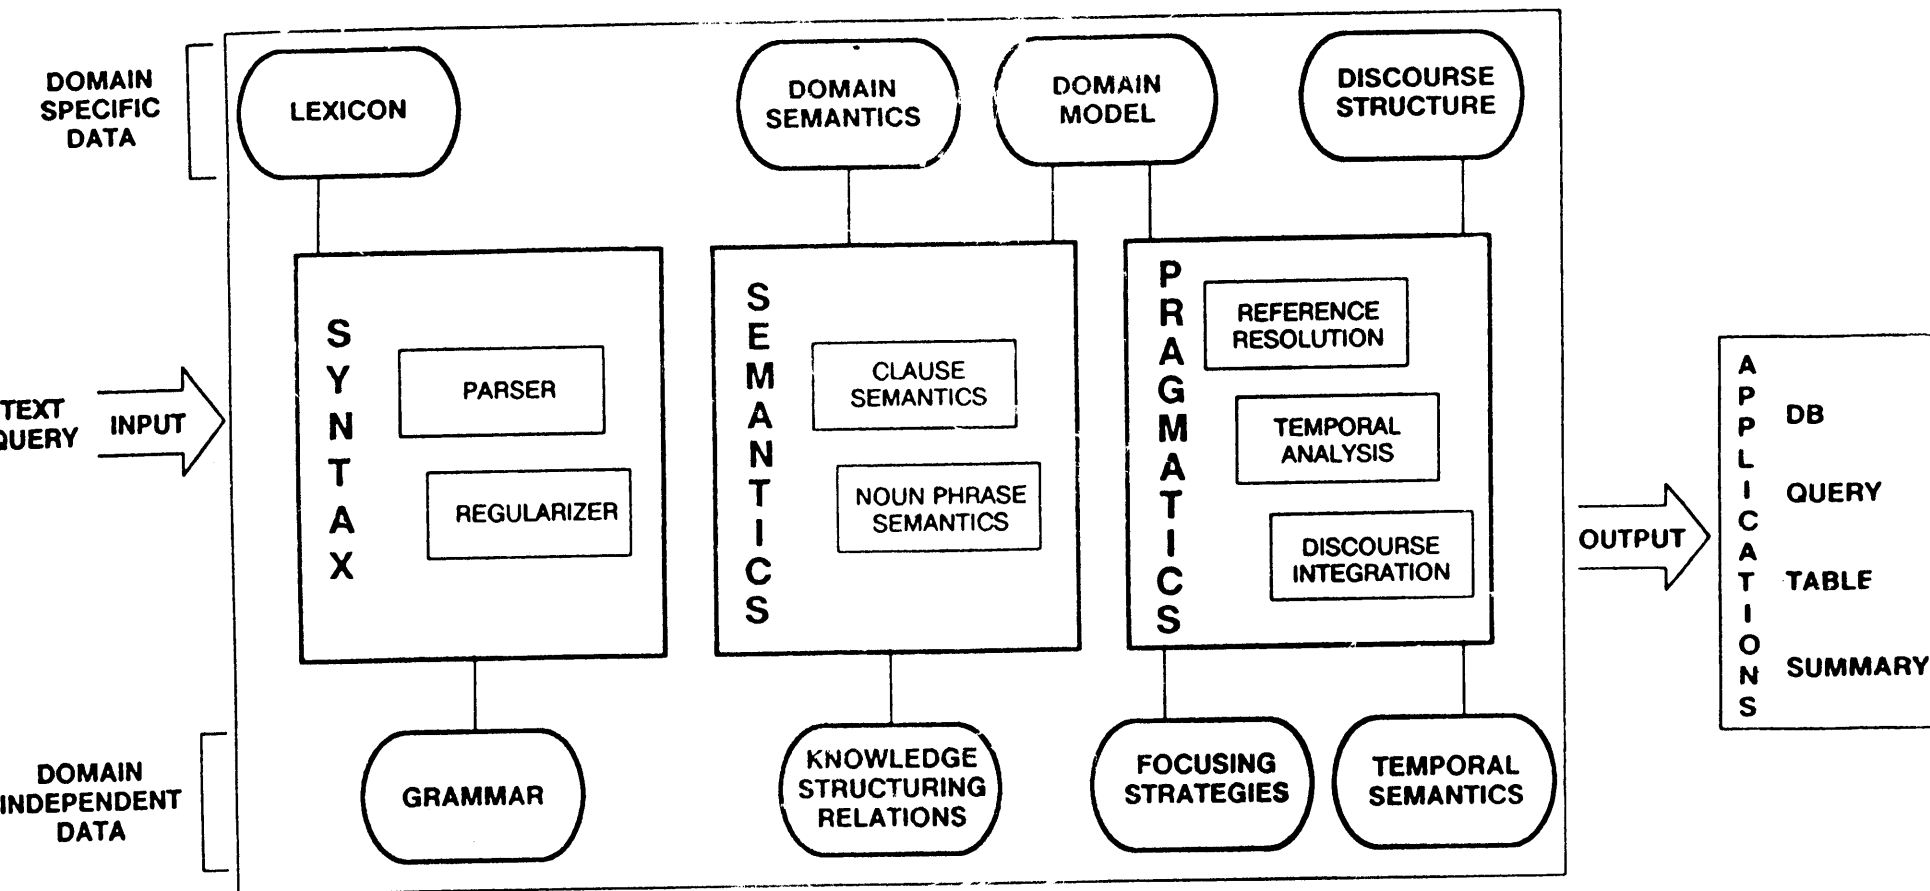 DOMAIN
SPECIFIC
DATA
LEXICON
DOMAIN
SEMANTICS
DOMAIN
MODEL
DISCOURSE
STRUCTURE
TEXT
QUERY
INPUT
SYNTAX
PARSER
REGULARIZER
SEMANTICS
CLAUSE
SEMANTICS
NOUN PHRASE
SEMANTICS
PRAGMATICS
REFERENCE
RESOLUTION
TEMPORAL
ANALYSIS
DISCOURSE
INTEGRATION
OUTPUT
APPLICATIONS
DB
QUERY
TABLE
SUMMARY
DOMAIN
INDEPENDENT
DATA
GRAMMAR
KNOWLEDGE
STRUCTURING
RELATIONS
FOCUSING
STRATEGIES
TEMPORAL
SEMANTICS